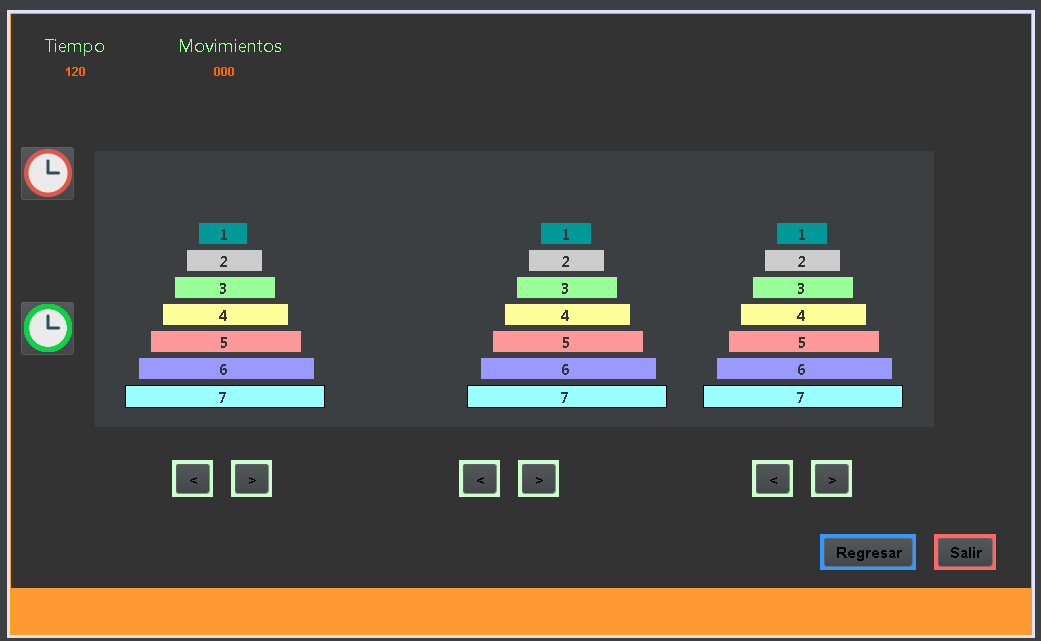 Tiempo Movimientos
120 000
1 1 1
2 2 2
3 3 3
4 4 4
5 5 5
6 6 6
7 7 7
< > < > < >
Regresar Salir